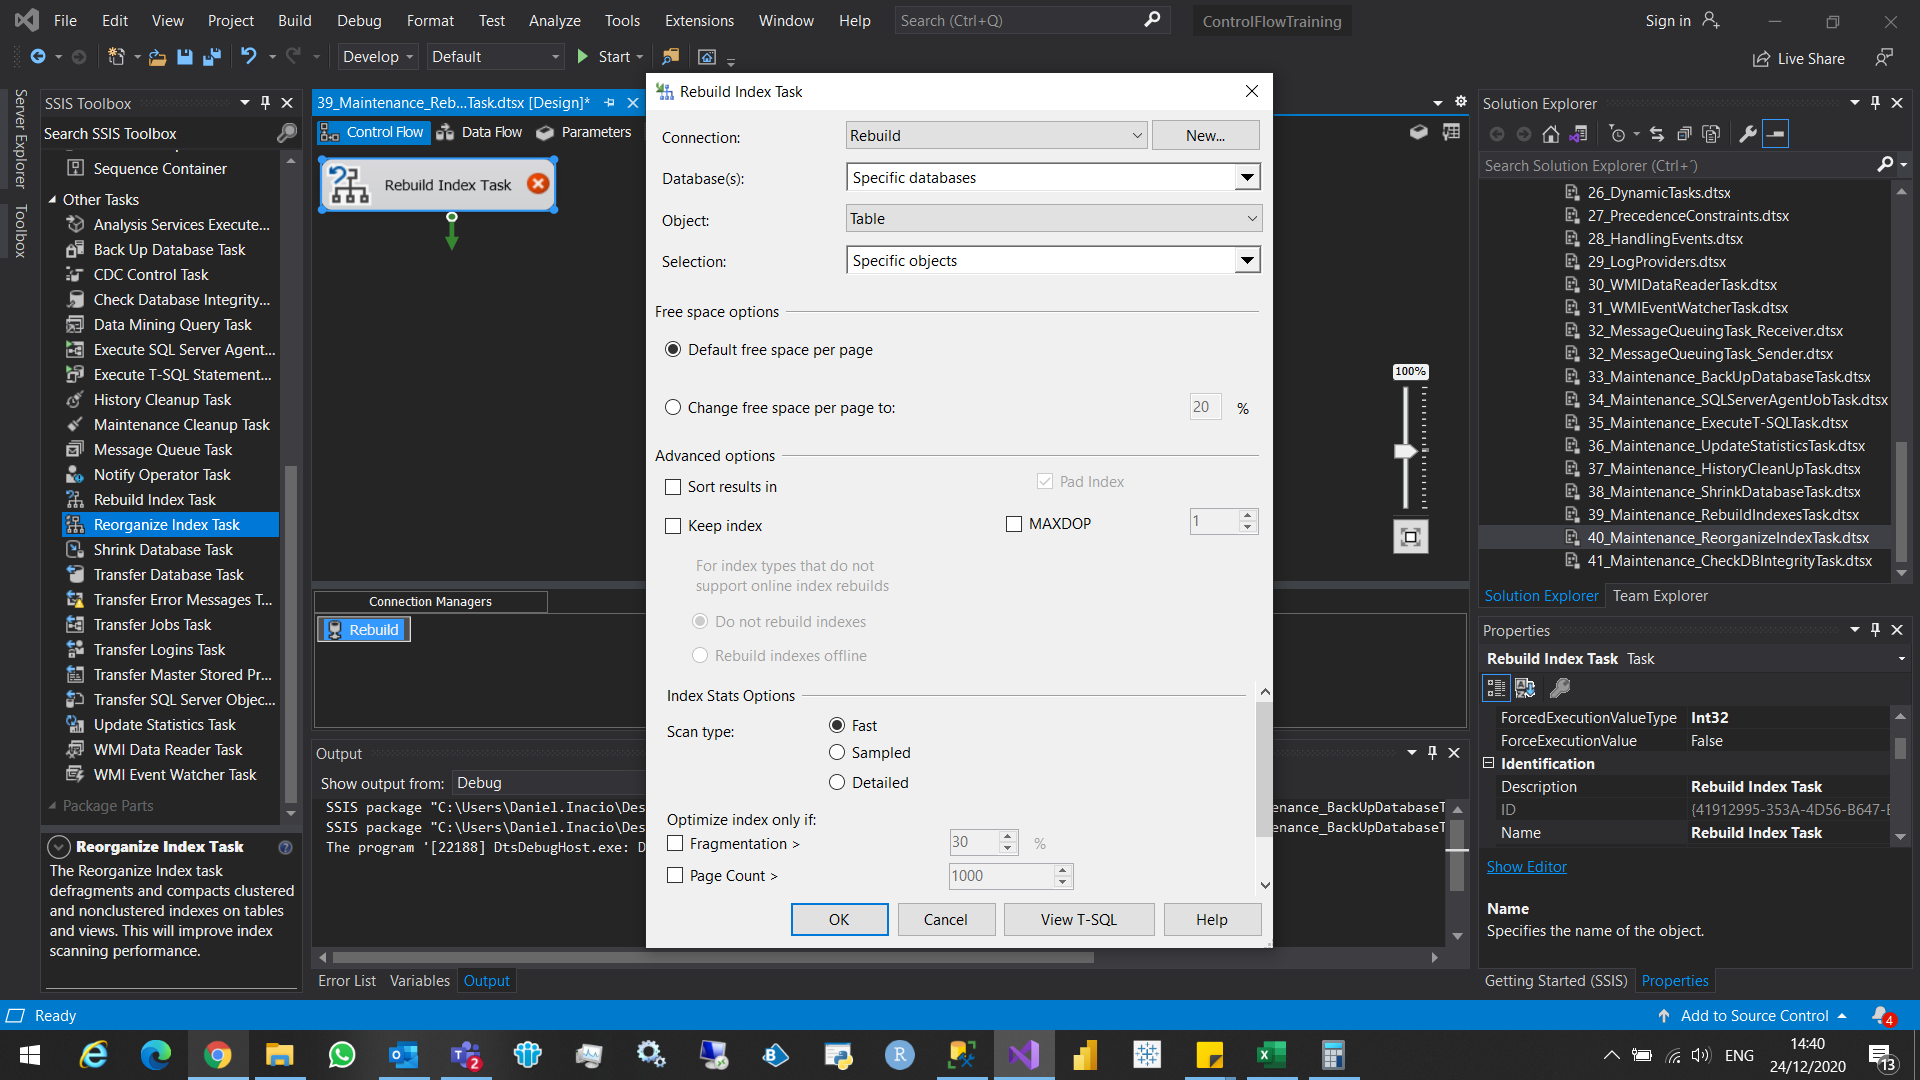 File Edit View Project Build Debug Format Test Analyze Tools Extensions Window Help Search (Ctrl+Q) ControlFlowTraining Sign in
Develop Default Start Live Share
Server Explorer
Toolbox
SSIS Toolbox
Search SSIS Toolbox
Sequence Container
Other Tasks
Analysis Services Execute...
Back Up Database Task
CDC Control Task
Check Database Integrity...
Data Mining Query Task
Execute SQL Server Agent...
Execute T-SQL Statement...
History Cleanup Task
Maintenance Cleanup Task
Message Queue Task
Notify Operator Task
Rebuild Index Task
Reorganize Index Task
Shrink Database Task
Transfer Database Task
Transfer Error Messages T...
Transfer Jobs Task
Transfer Logins Task
Transfer Master Stored Pr...
Transfer SQL Server Objec...
Update Statistics Task
WMI Data Reader Task
WMI Event Watcher Task
Package Parts
Reorganize Index Task
The Reorganize Index task
defragments and compacts clustered
and nonclustered indexes on tables
and views. This will improve index
scanning performance.
39_Maintenance_Reb...Task.dtsx [Design]*
Control Flow Data Flow Parameters
Rebuild Index Task
100%
Connection Managers
Rebuild
Output
Show output from: Debug
SSIS package "C:\Users\Daniel.Inacio\Des
SSIS package "C:\Users\Daniel.Inacio\Des
The program '[22188] DtsDebugHost.exe: D
enance_BackUpDatabaseT
enance_BackUpDatabaseT
Error List Variables Output
Rebuild Index Task
Connection: Rebuild New...
Database(s): Specific databases
Object: Table
Selection: Specific objects
Free space options
Default free space per page
Change free space per page to: 20 %
Advanced options
Sort results in Pad Index
Keep index MAXDOP 1
For index types that do not
support online index rebuilds
Do not rebuild indexes
Rebuild indexes offline
Index Stats Options
Scan type: Fast
Sampled
Detailed
Optimize index only if:
Fragmentation > 30 %
Page Count > 1000
OK Cancel View T-SQL Help
Solution Explorer
Search Solution Explorer (Ctrl+´)
26_DynamicTasks.dtsx
27_PrecedenceConstraints.dtsx
28_HandlingEvents.dtsx
29_LogProviders.dtsx
30_WMIDataReaderTask.dtsx
31_WMIEventWatcherTask.dtsx
32_MessageQueuingTask_Receiver.dtsx
32_MessageQueuingTask_Sender.dtsx
33_Maintenance_BackUpDatabaseTask.dtsx
34_Maintenance_SQLServerAgentJobTask.dtsx
35_Maintenance_ExecuteT-SQLTask.dtsx
36_Maintenance_UpdateStatisticsTask.dtsx
37_Maintenance_HistoryCleanUpTask.dtsx
38_Maintenance_ShrinkDatabaseTask.dtsx
39_Maintenance_RebuildIndexesTask.dtsx
40_Maintenance_ReorganizeIndexTask.dtsx
41_Maintenance_CheckDBIntegrityTask.dtsx
Solution Explorer Team Explorer
Properties
Rebuild Index Task Task
ForcedExecutionValueType Int32
ForceExecutionValue False
Identification
Description Rebuild Index Task
ID {41912995-353A-4D56-B647-
Name Rebuild Index Task
Show Editor
Name
Specifies the name of the object.
Getting Started (SSIS) Properties
Ready Add to Source Control 4
2 ENG 14:40
24/12/2020 13